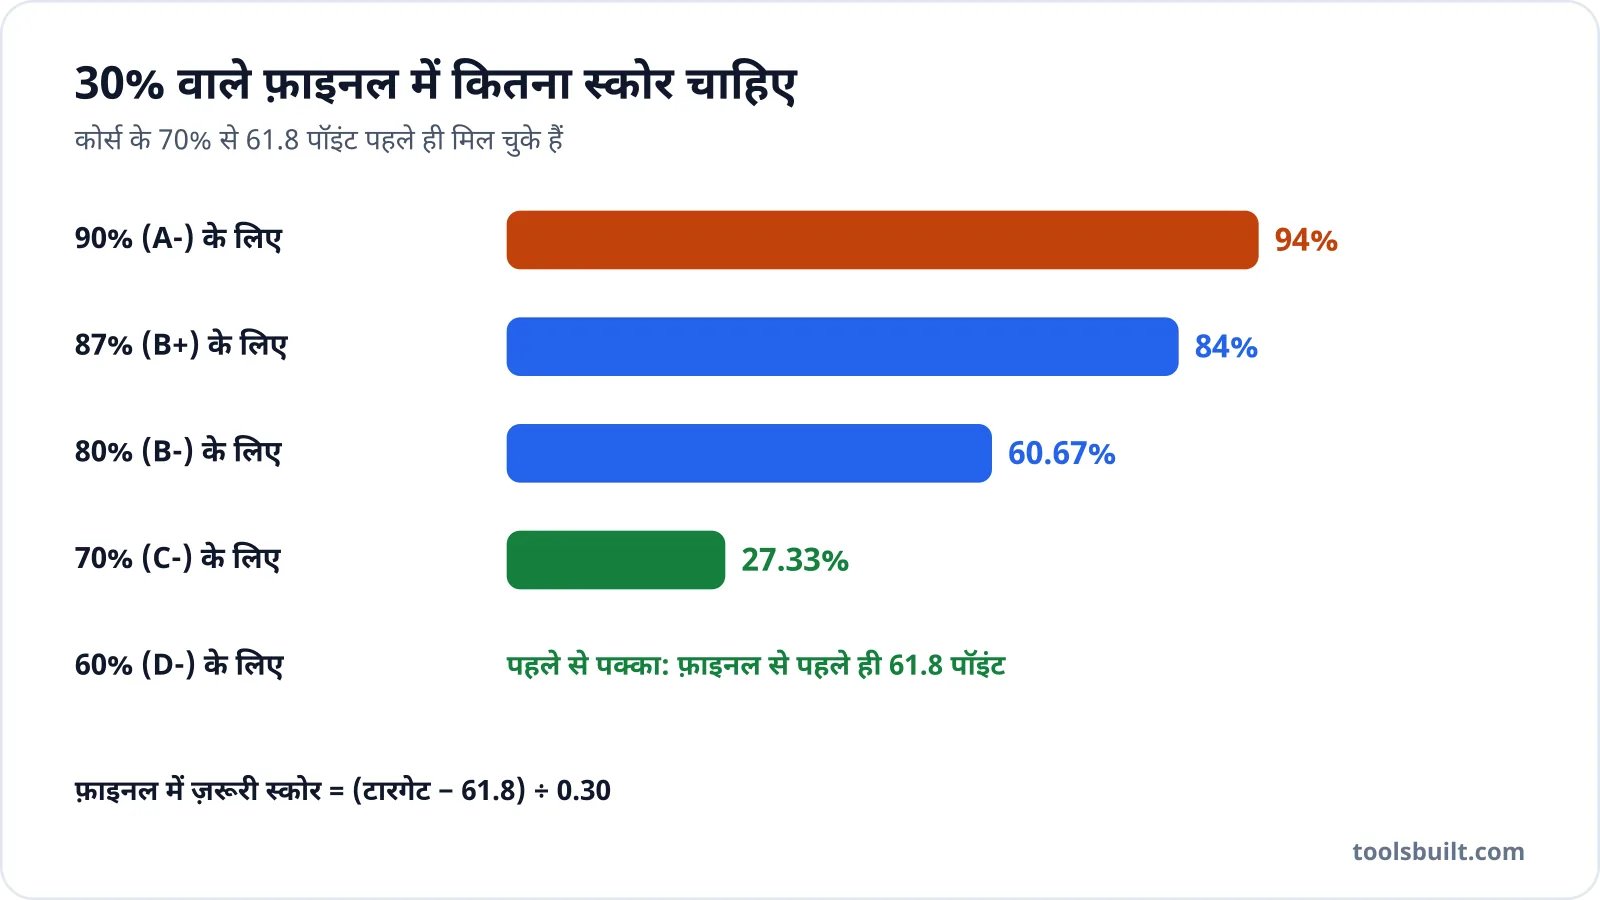 30% वाले फ़ाइनल में कितना स्कोर चाहिए
कोर्स के 70% से 61.8 पॉइंट पहले ही मिल चुके हैं
90% (A-) के लिए 94%
87% (B+) के लिए 84%
80% (B-) के लिए 60.67%
70% (C-) के लिए 27.33%
60% (D-) के लिए पहले से पक्का: फ़ाइनल से पहले ही 61.8 पॉइंट
फ़ाइनल में ज़रूरी स्कोर = (टारगेट − 61.8) ÷ 0.30
toolsbuilt.com